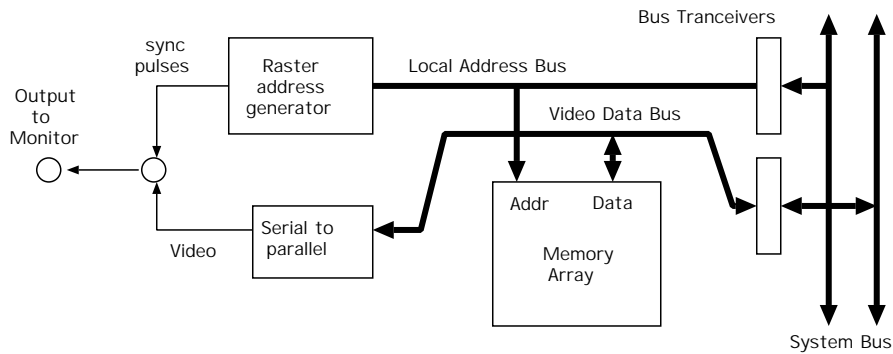 Bus Tranceivers
sync
pulses
Raster
address
generator
Local Address Bus
Output
to
Monitor
Video Data Bus
Addr
Data
Serial to
parallel
Video
Memory
Array
System Bus